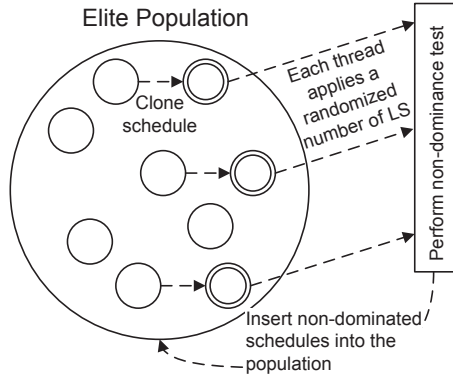 Elite Population
Clone
schedule
Each thread
applies a
randomized
number of LS
Perform non-dominance test
Insert non-dominated
schedules into the
population